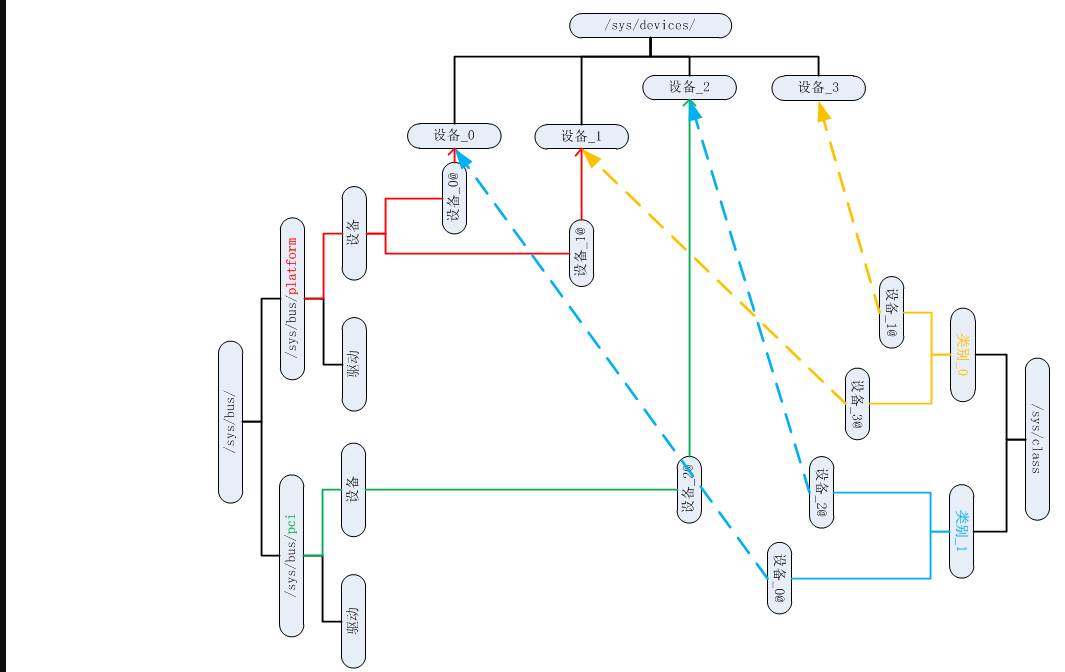 /sys/devices/
设备_2
设备_3
设备_0
设备_1
设备_0@
设备_1@
设备
/sys/bus/platform
驱动
/sys/bus/
设备
/sys/bus/pci
驱动
设备_2@
设备_1@
类别_0
设备_3@
/sys/class
设备_2@
类别_1
设备_0@